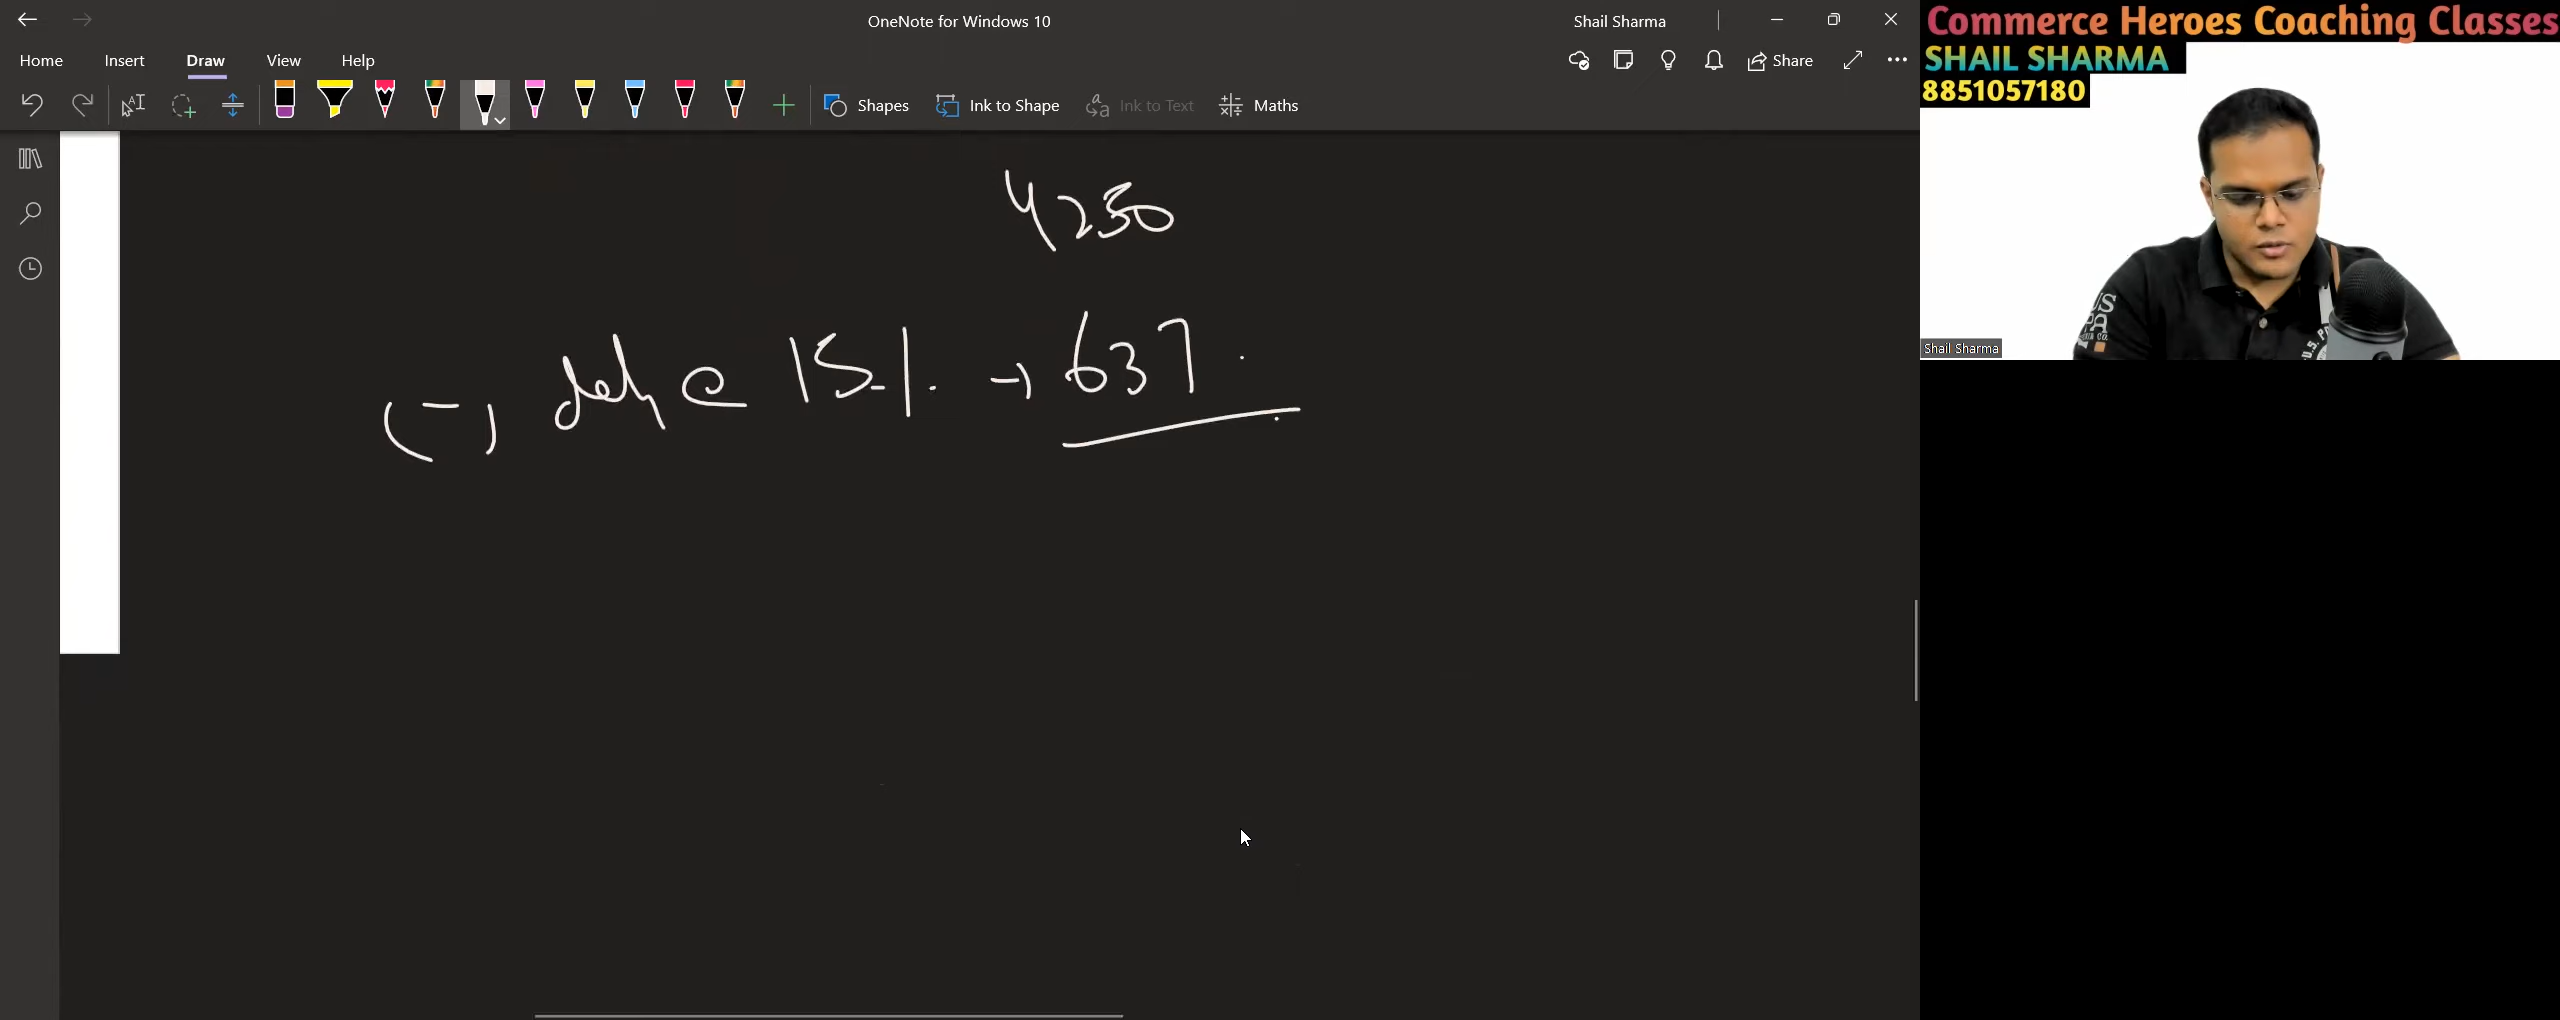 OneNote for Windows 10
Shail Sharma
Home Insert Draw View Help
Share
Shapes Ink to Shape Ink to Text Maths
Commerce Heroes Coaching Classes
SHAIL SHARMA
8851057180
Shail Sharma
4250
(-) deh @ 15% → 637